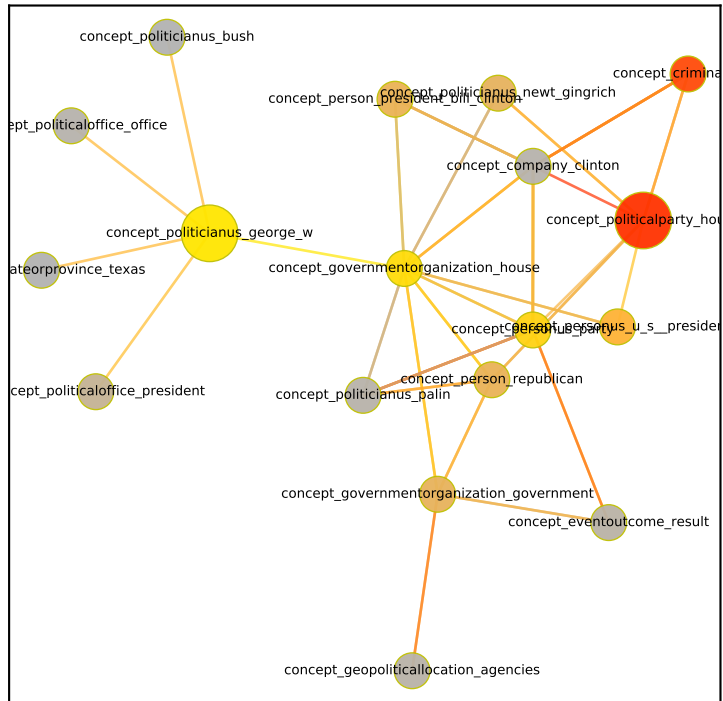 concept_politicianus_bush
concept_crimina
concept_politicianus_newt_gingrich
concept_person_president_bill_clinton
ept_politicaloffice_office
concept_company_clinton
concept_politicalparty_hou
concept_politicianus_george_w
concept_governmentorganization_house
ateorprovince_texas
concept_personus_u_s__presiden
concept_personus_party
concept_person_republican
cept_politicaloffice_president
concept_politicianus_palin
concept_governmentorganization_government
concept_eventoutcome_result
concept_geopoliticallocation_agencies